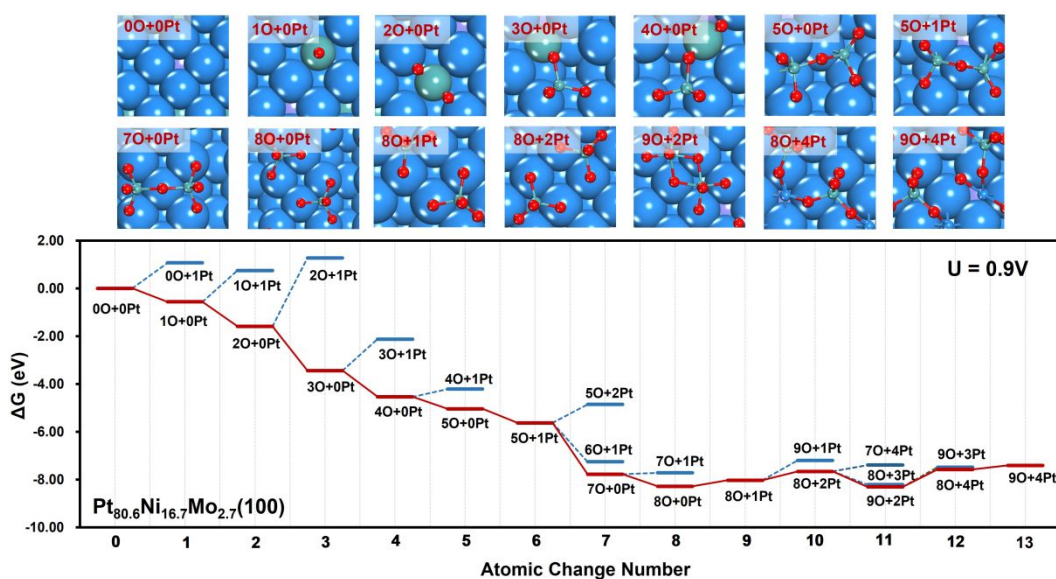 0O+0Pt 1O+0Pt 2O+0Pt 3O+0Pt 4O+0Pt 5O+0Pt 5O+1Pt
7O+0Pt 8O+0Pt 8O+1Pt 8O+2Pt 9O+2Pt 8O+4Pt 9O+4Pt
2.00
0.00
-2.00
-4.00
-6.00
-8.00
-10.00
ΔG (eV)
U = 0.9V
0O+0Pt
0O+1Pt
1O+0Pt
1O+1Pt
2O+0Pt
2O+1Pt
3O+0Pt
3O+1Pt
4O+0Pt
4O+1Pt
5O+0Pt
5O+1Pt
5O+2Pt
6O+1Pt
7O+0Pt
7O+1Pt
8O+0Pt
8O+1Pt
9O+1Pt
8O+2Pt
7O+4Pt
8O+3Pt
9O+2Pt
9O+3Pt
8O+4Pt
9O+4Pt
Pt80.6Ni16.7Mo2.7(100)
0 1 2 3 4 5 6 7 8 9 10 11 12 13
Atomic Change Number